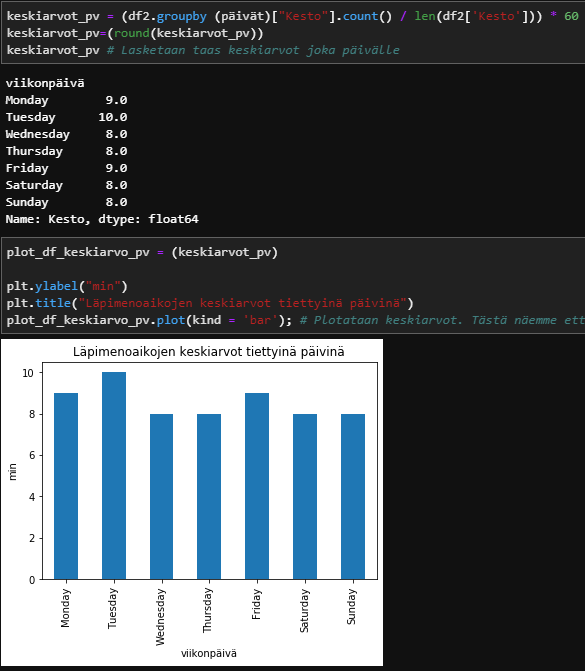 keskiarvot_pv = (df2.groupby (päivät)["Kesto"].count() / len(df2['Kesto'])) * 60
keskiarvot_pv=(round(keskiarvot_pv))
keskiarvot_pv # Lasketaan taas keskiarvot joka päivälle
viikonpäivä
Monday 9.0
Tuesday 10.0
Wednesday 8.0
Thursday 8.0
Friday 9.0
Saturday 8.0
Sunday 8.0
Name: Kesto, dtype: float64
plot_df_keskiarvo_pv = (keskiarvot_pv)
plt.ylabel("min")
plt.title("Läpimenoaikojen keskiarvot tiettyinä päivinä")
plot_df_keskiarvo_pv.plot(kind = 'bar'); # Plotataan keskiarvot. Tästä näemme ett
Läpimenoaikojen keskiarvot tiettyinä päivinä
10
8
6
4
2
0
min
Monday
Tuesday
Wednesday
Thursday
Friday
Saturday
Sunday
viikonpäivä